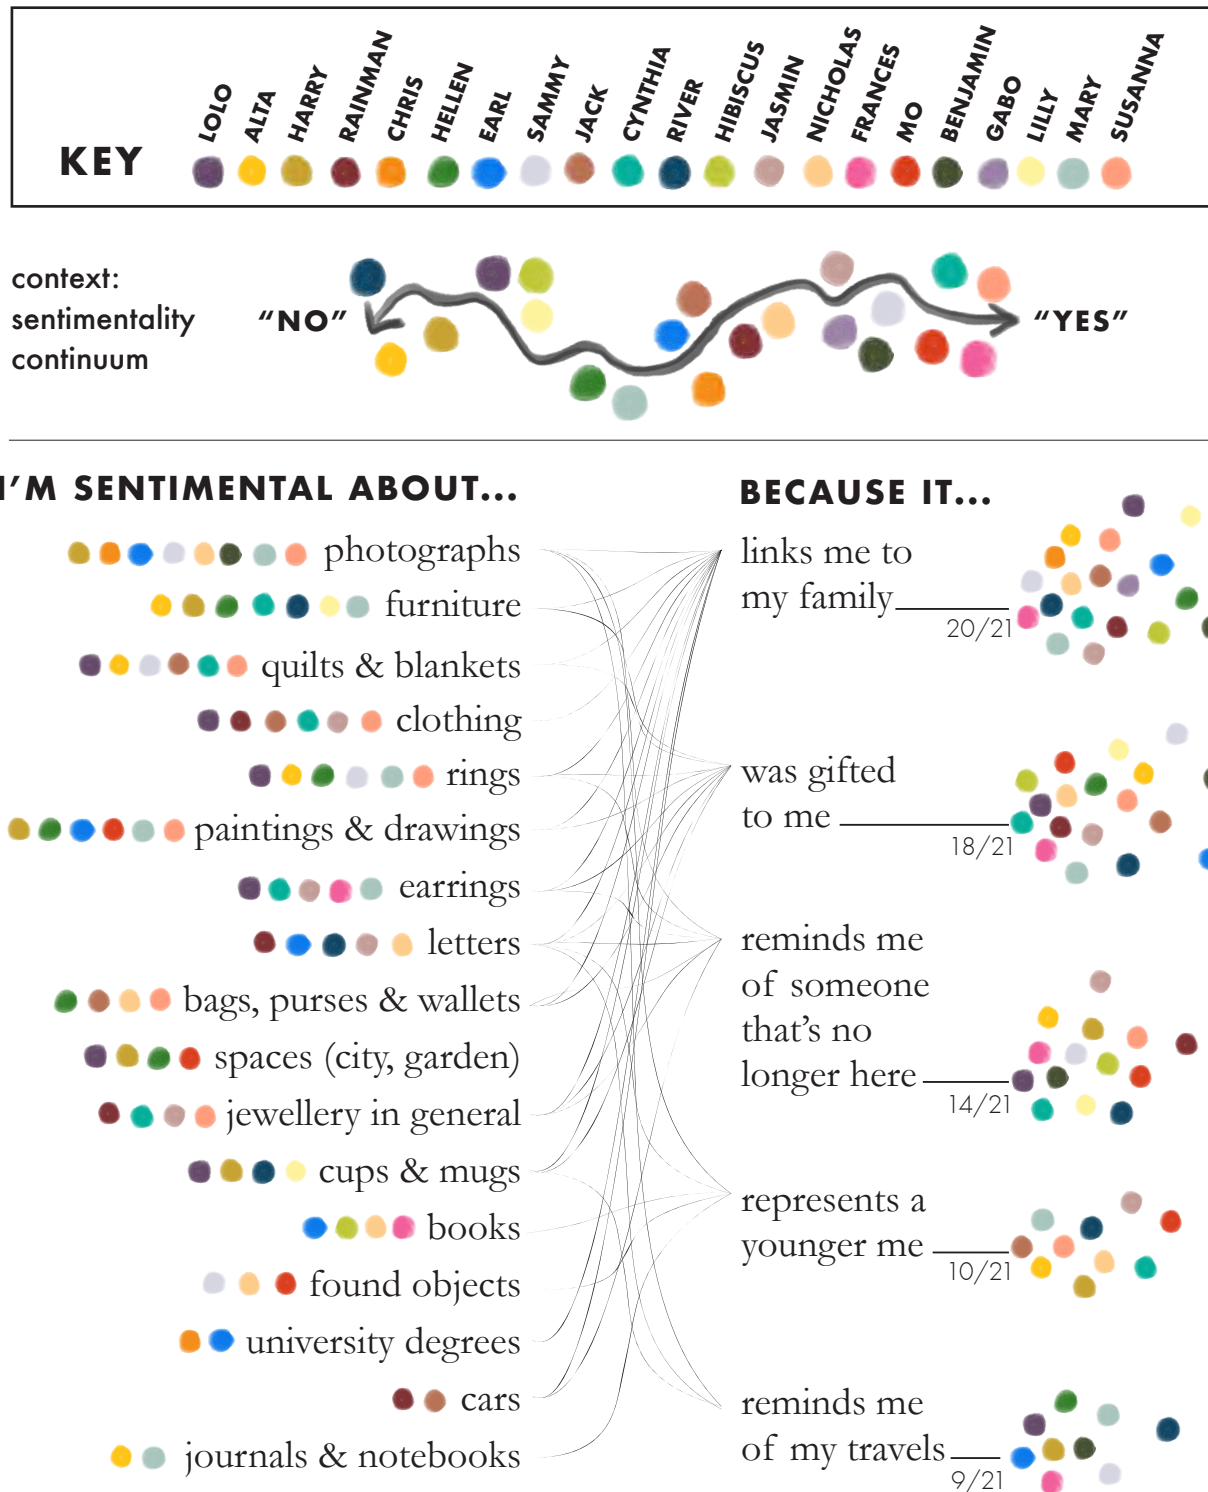 KEY
LOLO
ALTA
HARRY
RAINMAN
CHRIS
HELLEN
EARL
SAMMY
JACK
CYNTHIA
RIVER
HIBISCUS
JASMIN
NICHOLAS
FRANCES
MO
BENJAMIN
GABO
LILLY
MARY
SUSANNA
context:
sentimentality
continuum
“NO”
“YES”
I’M SENTIMENTAL ABOUT...
photographs
furniture
quilts & blankets
clothing
rings
paintings & drawings
earrings
letters
bags, purses & wallets
spaces (city, garden)
jewellery in general
cups & mugs
books
found objects
university degrees
cars
journals & notebooks
BECAUSE IT...
links me to
my family
20/21
was gifted
to me
18/21
reminds me
of someone
that’s no
longer here
14/21
represents a
younger me
10/21
reminds me
of my travels
9/21